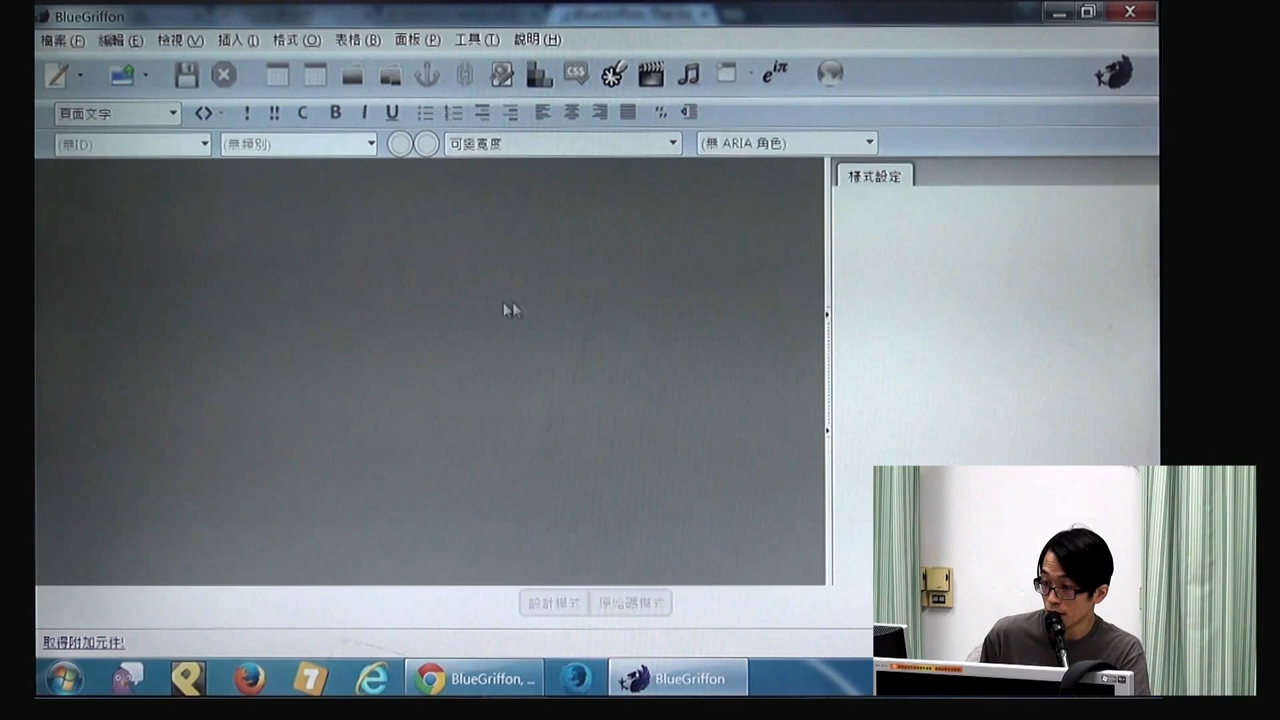 BlueGriffon
檔案(F) 編輯(E) 檢視(V) 插入(I) 格式(O) 表格(B) 面板(P) 工具(T) 說明(H)
CSS eiπ
頁面文字 <> ! !! C B I U
(無ID) (無類別) 可變寬度 (無 ARIA 角色)
樣式設定
設計模式 原始碼模式
取得附加元件!
7 BlueGriffon, ... BlueGriffon